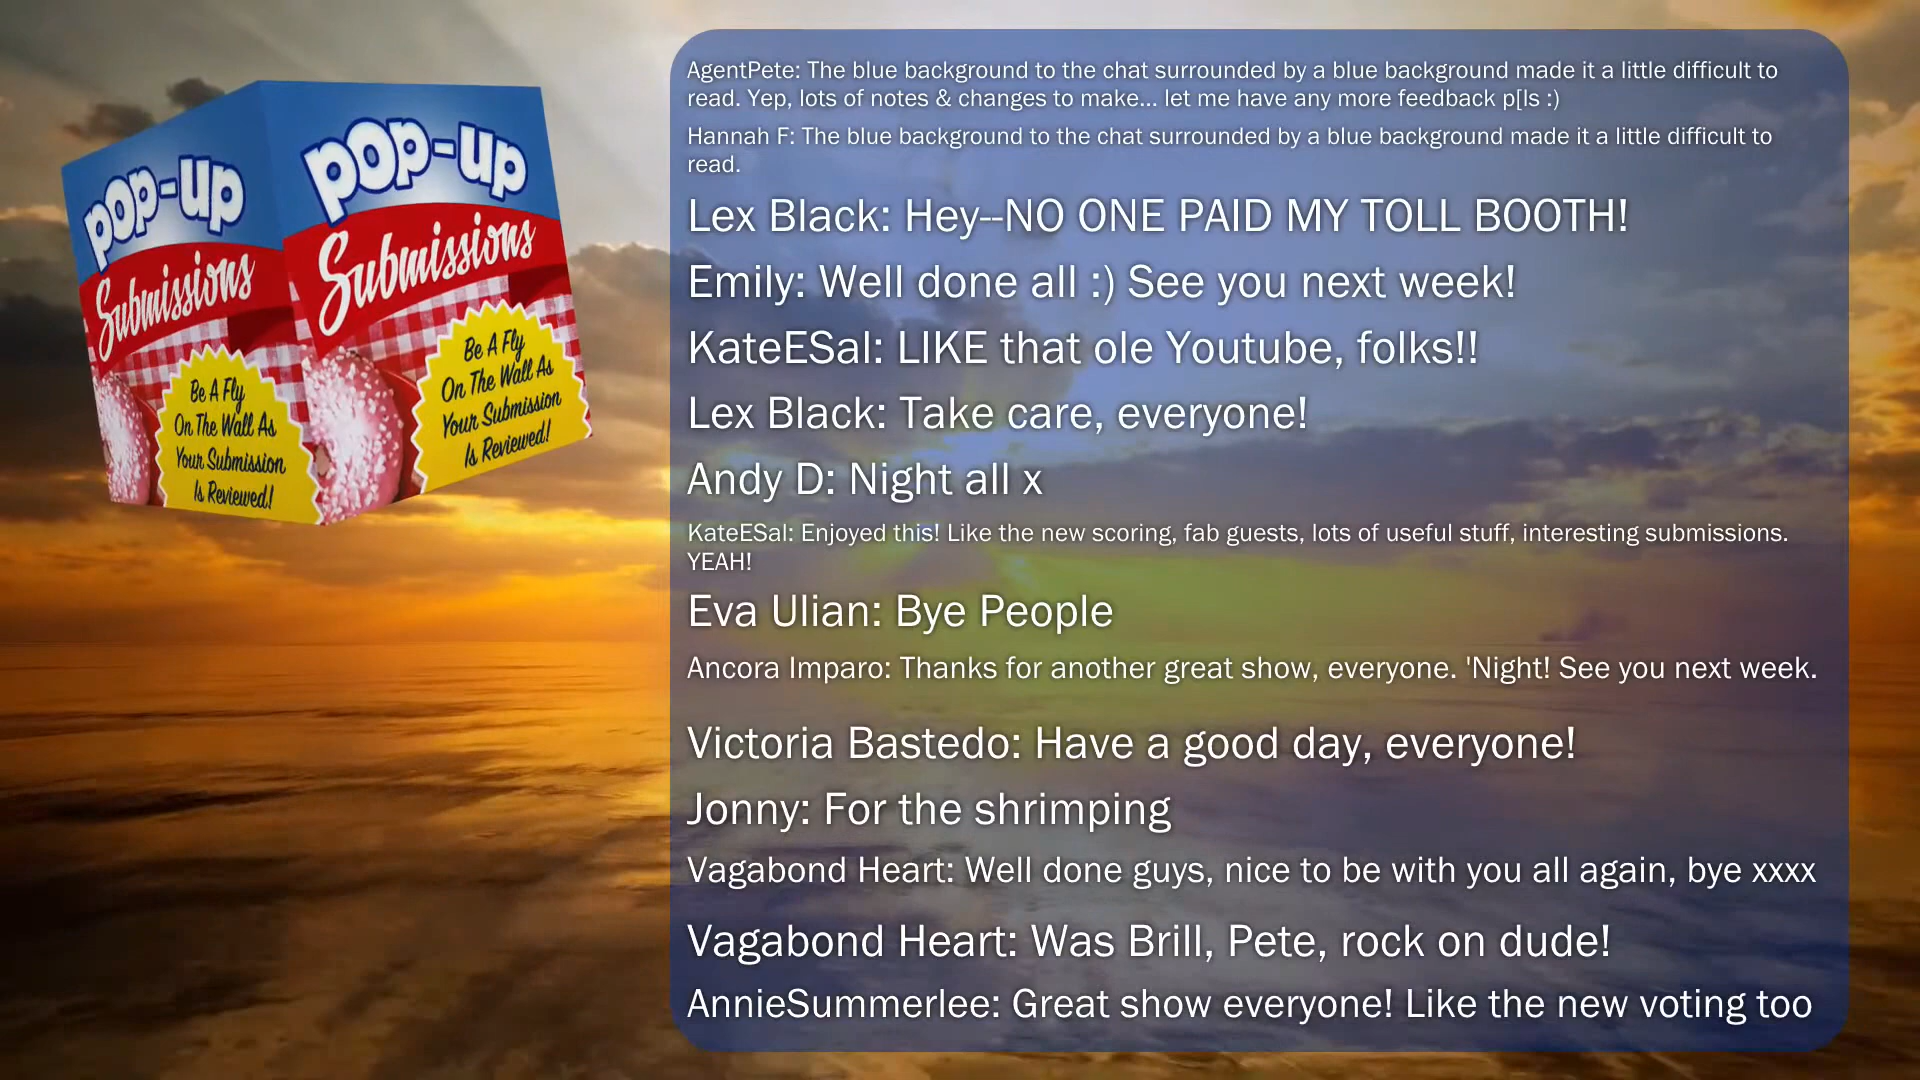 pop-up
Submissions
Be A Fly
On The Wall As
Your Submission
Is Reviewed!
pop-up
Submissions
Be A Fly
On The Wall As
Your Submission
Is Reviewed!
AgentPete: The blue background to the chat surrounded by a blue background made it a little difficult to
read. Yep, lots of notes & changes to make... let me have any more feedback p[ls :)
Hannah F: The blue background to the chat surrounded by a blue background made it a little difficult to
read.
Lex Black: Hey--NO ONE PAID MY TOLL BOOTH!
Emily: Well done all :) See you next week!
KateESal: LIKE that ole Youtube, folks!!
Lex Black: Take care, everyone!
Andy D: Night all x
KateESal: Enjoyed this! Like the new scoring, fab guests, lots of useful stuff, interesting submissions.
YEAH!
Eva Ulian: Bye People
Ancora Imparo: Thanks for another great show, everyone. 'Night! See you next week.
Victoria Bastedo: Have a good day, everyone!
Jonny: For the shrimping
Vagabond Heart: Well done guys, nice to be with you all again, bye xxxx
Vagabond Heart: Was Brill, Pete, rock on dude!
AnnieSummerlee: Great show everyone! Like the new voting too